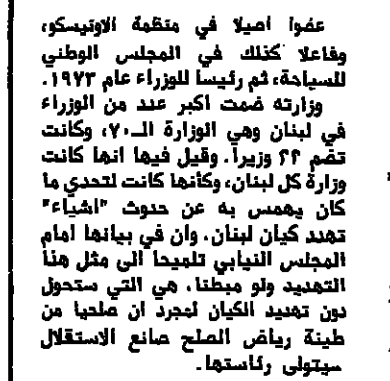 عضوا اصيلا في منظمة الاونيسكو،
وفاعلا كذلك في المجلس الوطني
للسياحة، ثم رئيسا للوزراء عام ١٩٧٣.
وزارته ضمت اكبر عدد من الوزراء
في لبنان وهي الوزارة الـ٧٠، وكانت
تضم ٢٢ وزيرا. وقيل فيها انها كانت
وزارة كل لبنان، وكأنها كانت لتحدي ما
كان يهمس به عن حدوث "اشياء"
تهدد كيان لبنان. وان في بيانها امام
المجلس النيابي تلميحا الى مثل هذا
التهديد ولو مبطنا. هي التي ستحول
دون تهديد الكيان لمجرد ان صلحيا من
طينة رياض الصلح صانع الاستقلال
سيتولى رئاستها.